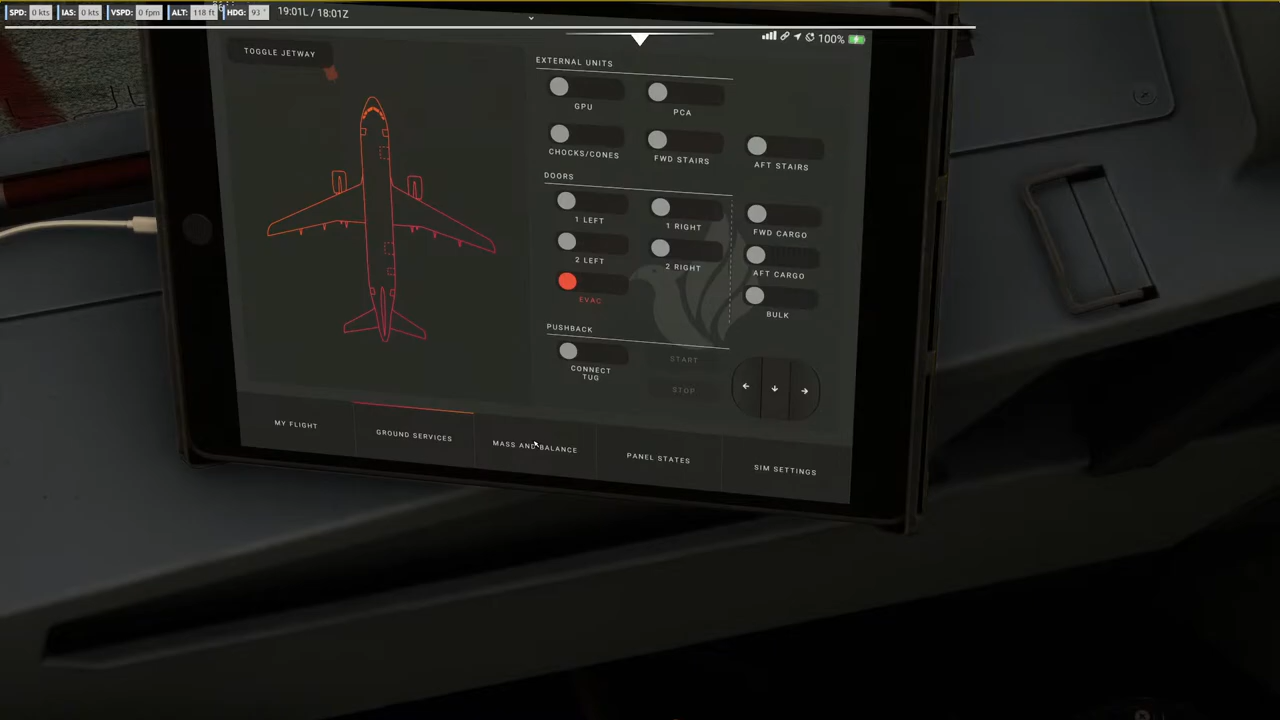 SPD: 0 kts IAS: 0 kts VSPD: 0 fpm ALT: 118 ft HDG: 93 ° 19:01L / 18:01Z
100%
TOGGLE JETWAY
EXTERNAL UNITS
GPU
PCA
CHOCKS/CONES
FWD STAIRS
AFT STAIRS
DOORS
1 LEFT
1 RIGHT
FWD CARGO
2 LEFT
2 RIGHT
AFT CARGO
EVAC
BULK
PUSHBACK
CONNECT
TUG
START
STOP
MY FLIGHT
GROUND SERVICES
MASS AND BALANCE
PANEL STATES
SIM SETTINGS